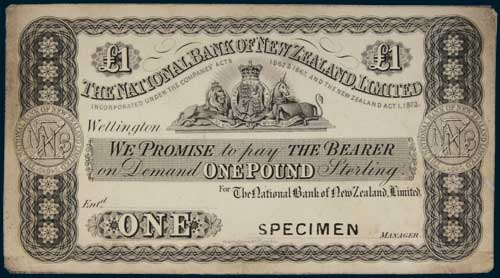 £1 £1
THE NATIONAL BANK OF NEW ZEALAND, LIMITED
INCORPORATED UNDER THE COMPANIES' ACTS 1862 & 1867, AND THE NEW ZEALAND ACT I, 1873.
Wellington
WE PROMISE to pay THE BEARER
on Demand ONE POUND Sterling.
For The National Bank of New Zealand, Limited.
Entd.
ONE SPECIMEN MANAGER.